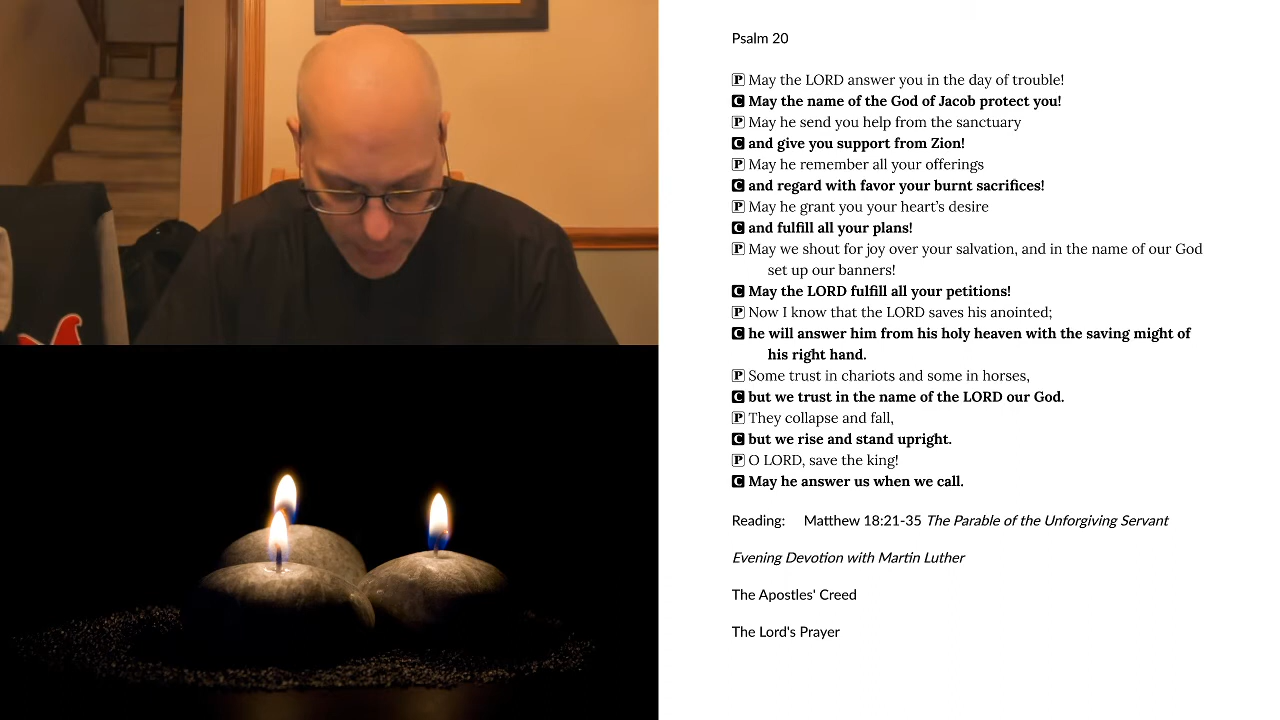 Psalm 20
P May the LORD answer you in the day of trouble!
C May the name of the God of Jacob protect you!
P May he send you help from the sanctuary
C and give you support from Zion!
P May he remember all your offerings
C and regard with favor your burnt sacrifices!
P May he grant you your heart’s desire
C and fulfill all your plans!
P May we shout for joy over your salvation, and in the name of our God
set up our banners!
C May the LORD fulfill all your petitions!
P Now I know that the LORD saves his anointed;
C he will answer him from his holy heaven with the saving might of
his right hand.
P Some trust in chariots and some in horses,
C but we trust in the name of the LORD our God.
P They collapse and fall,
C but we rise and stand upright.
P O LORD, save the king!
C May he answer us when we call.
Reading: Matthew 18:21-35 The Parable of the Unforgiving Servant
Evening Devotion with Martin Luther
The Apostles' Creed
The Lord's Prayer